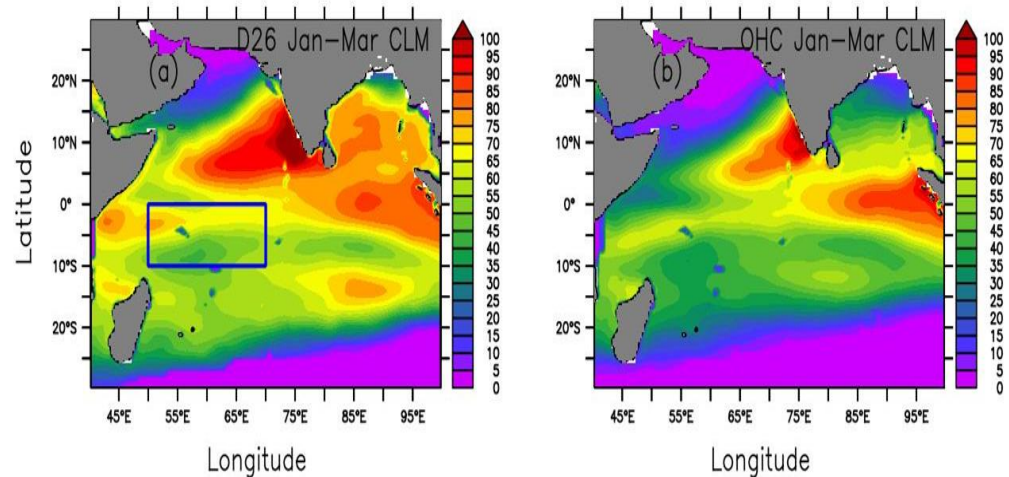 D26 Jan-Mar CLM
(a)
100
95
90
85
80
75
70
65
60
55
50
45
40
35
30
25
20
15
10
5
0
20°N
10°N
0°
10°S
20°S
45°E 55°E 65°E 75°E 85°E 95°E
Latitude
Longitude
OHC Jan-Mar CLM
(b)
100
95
90
85
80
75
70
65
60
55
50
45
40
35
30
25
20
15
10
5
0
20°N
10°N
0°
10°S
20°S
45°E 55°E 65°E 75°E 85°E 95°E
Longitude